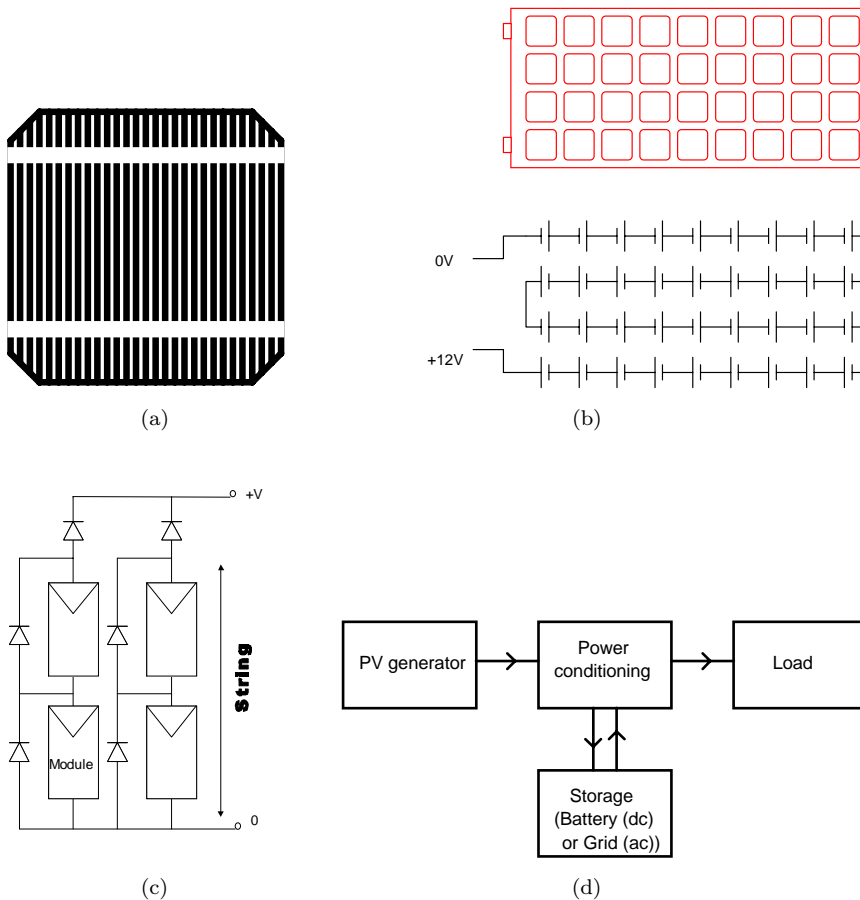 0V
+12V
(a)
(b)
+V
String
Module
0
PV generator
Power
conditioning
Load
Storage
(Battery (dc)
or Grid (ac))
(c)
(d)